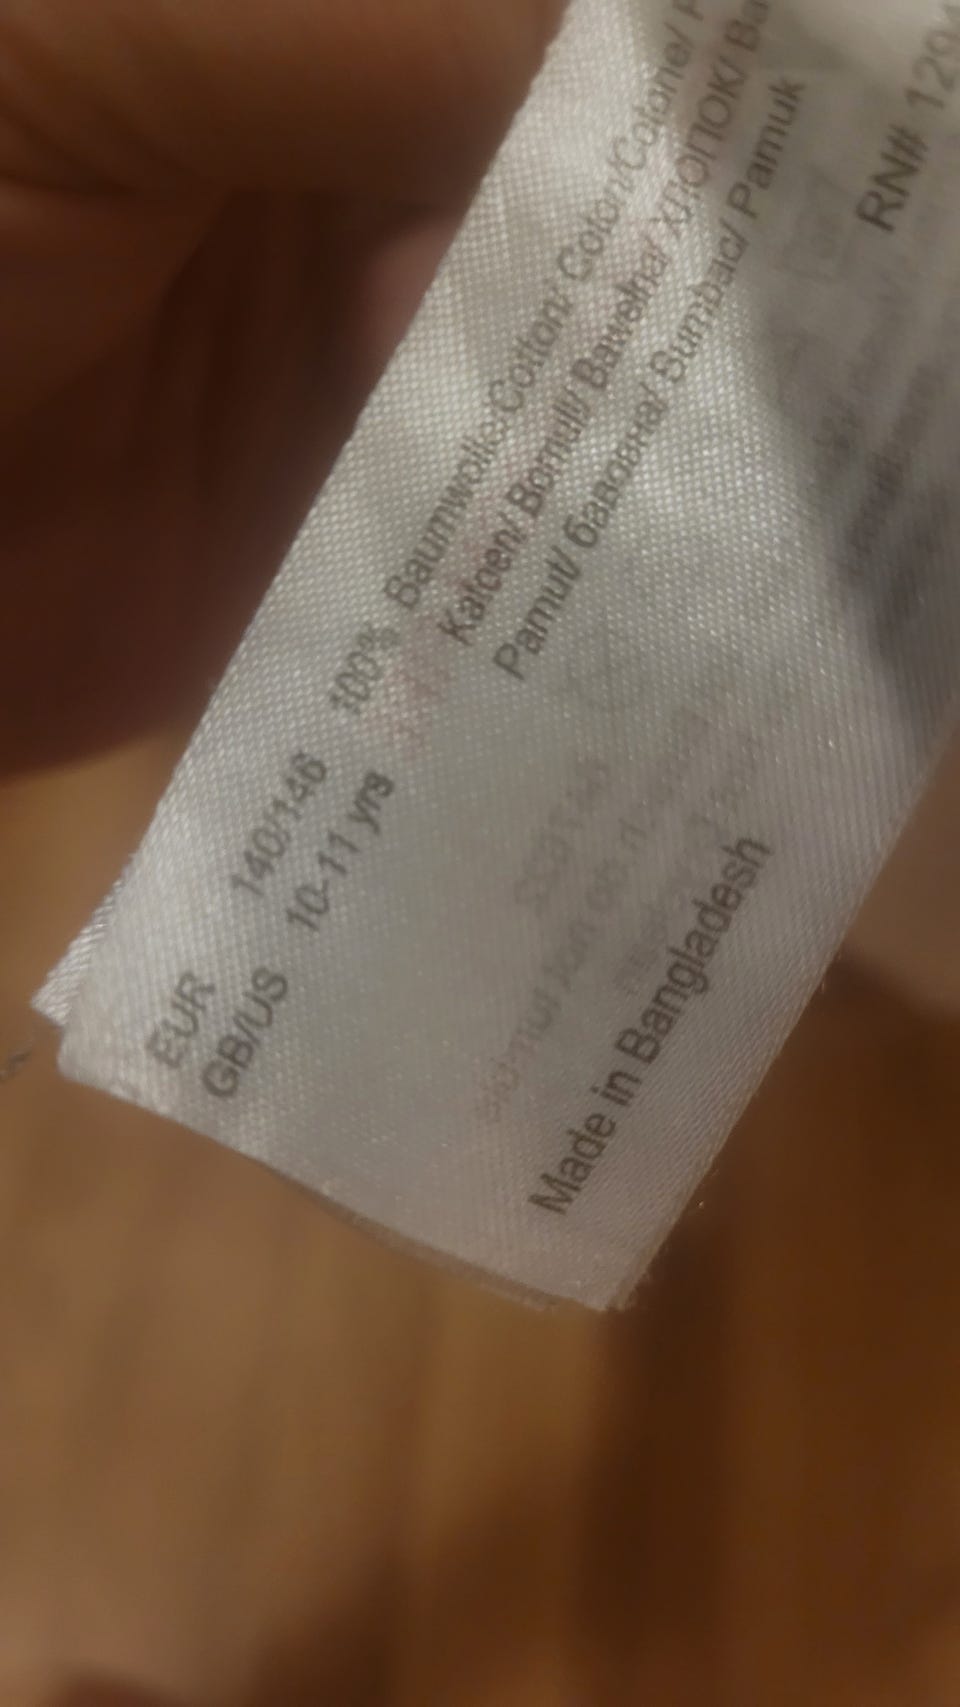 EUR 140/146
GB/US 10-11 yrs
100% Baumwolle/Cotton/ Coton/Cotone/
Katoen/ Bomull/ Bawełna/ ХЛОПОК/
Pamut/ бавовна/ Bumbac/ Pamuk
RN#
Made in Bangladesh